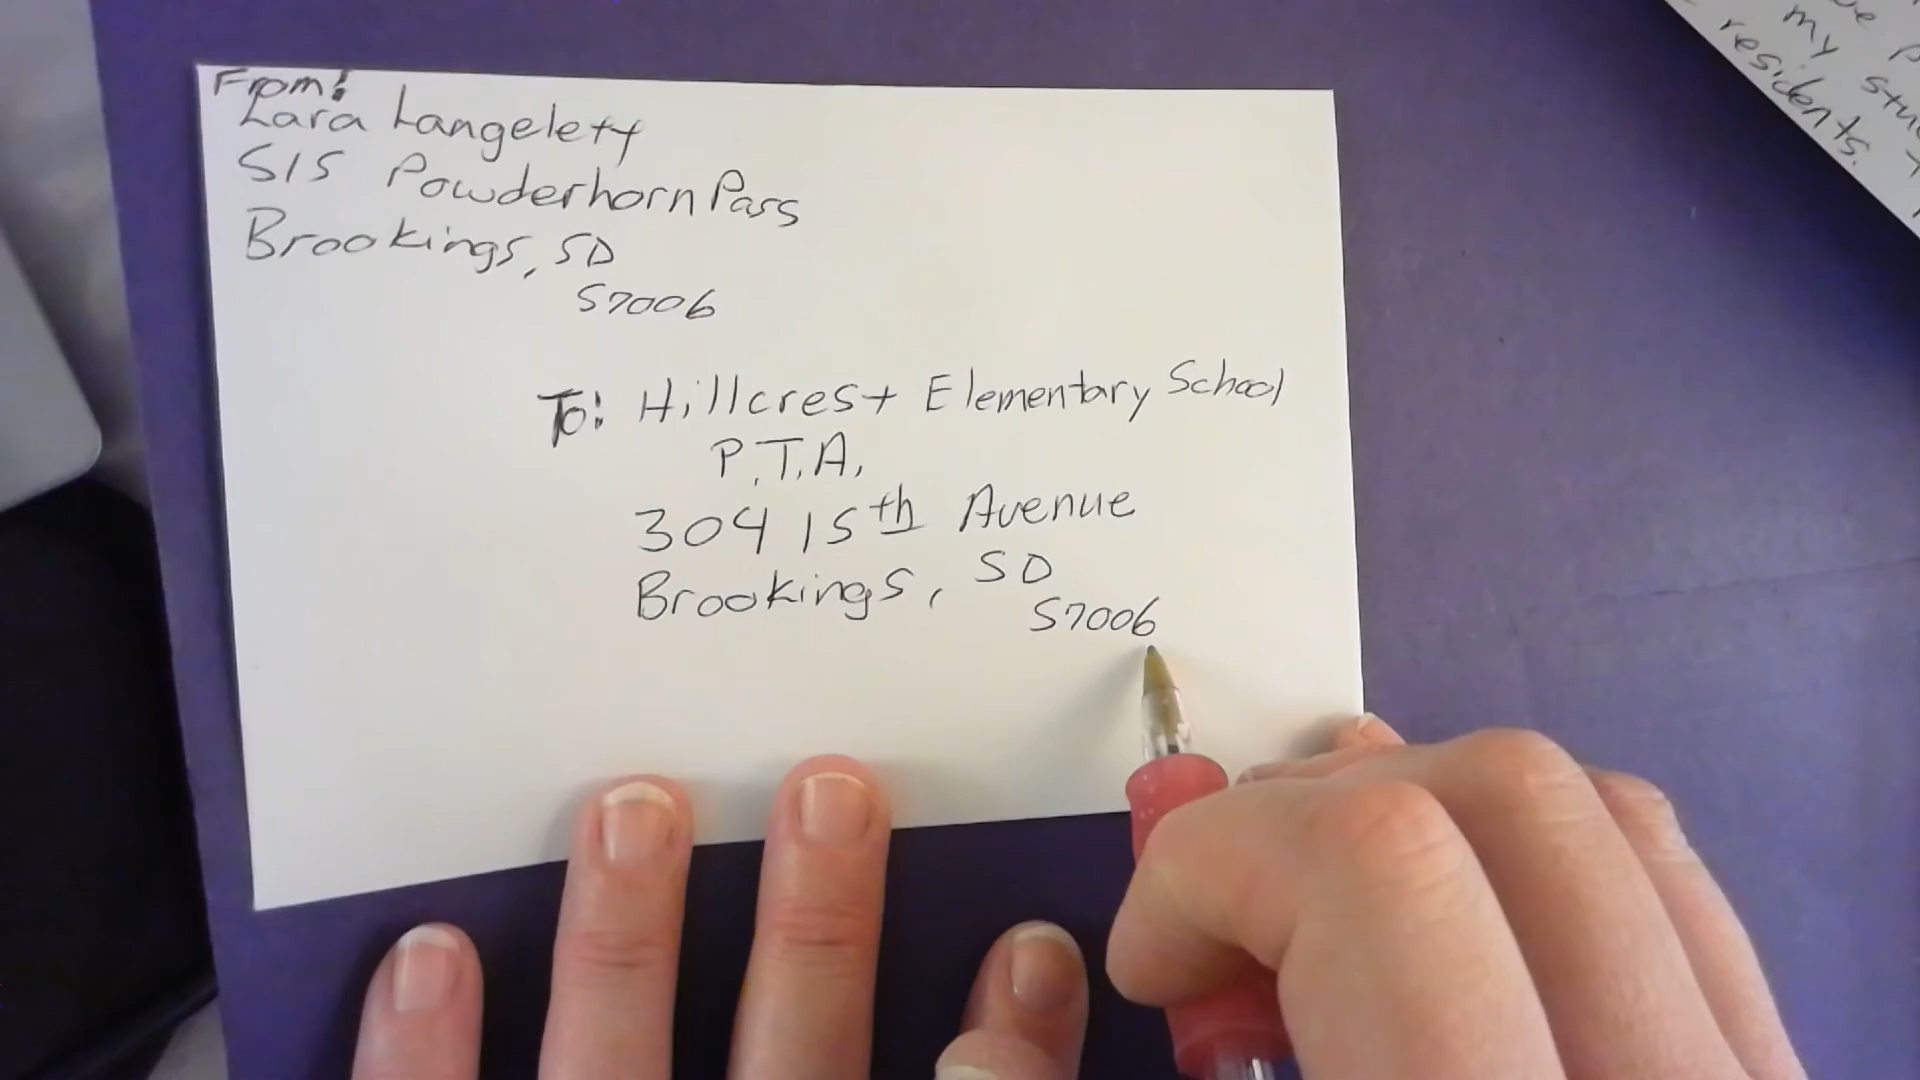 From:
Lara Langelett
515 Powderhorn Pass
Brookings, SD
57006
To: Hillcrest Elementary School
P.T.A.
304 15th Avenue
Brookings, SD
57006
my
residents.